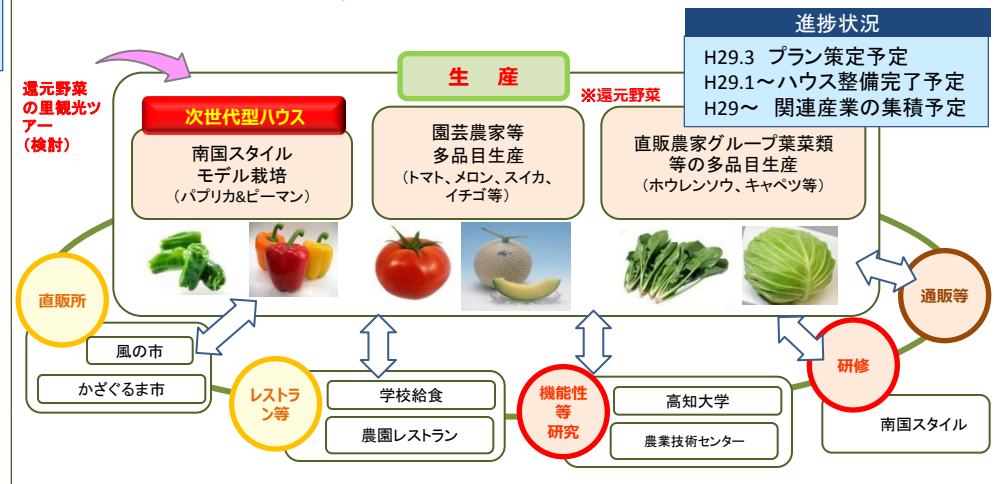 進捗状況
H29.3 プラン策定予定
H29.1～ハウス整備完了予定
H29～ 関連産業の集積予定
生 産
還元野菜
の里観光ツ
アー
（検討）
※還元野菜
次世代型ハウス
南国スタイル
モデル栽培
（パプリカ&ピーマン）
園芸農家等
多品目生産
（トマト、メロン、スイカ、
イチゴ等）
直販農家グループ葉菜類
等の多品目生産
（ホウレンソウ、キャベツ等）
直販所
風の市
かざぐるま市
レストラ
ン等
学校給食
農園レストラン
機能性
等
研究
高知大学
農業技術センター
研修
南国スタイル
通販等